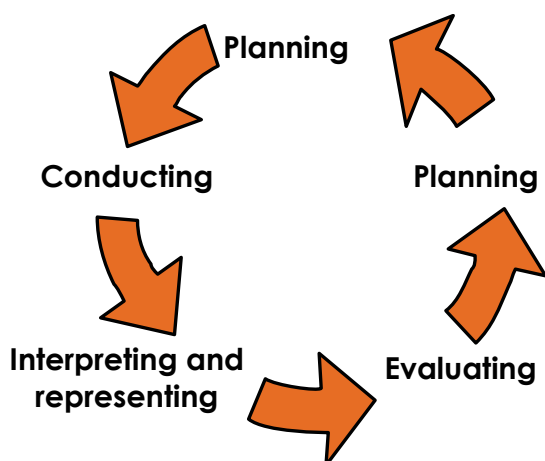 Planning
Conducting
Planning
Interpreting and
representing
Evaluating